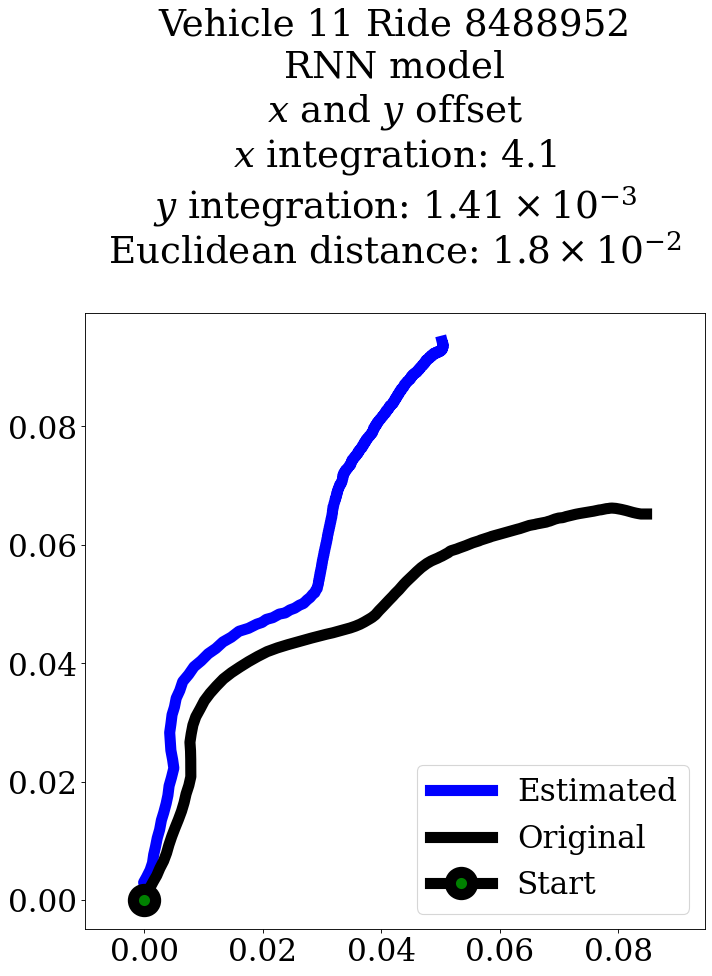 Vehicle 11 Ride 8488952
RNN model
x and y offset
x integration: 4.1
y integration: 1.41 × 10⁻³
Euclidean distance: 1.8 × 10⁻²
0.08
0.06
0.04
0.02
0.00
Estimated
Original
Start
0.00 0.02 0.04 0.06 0.08